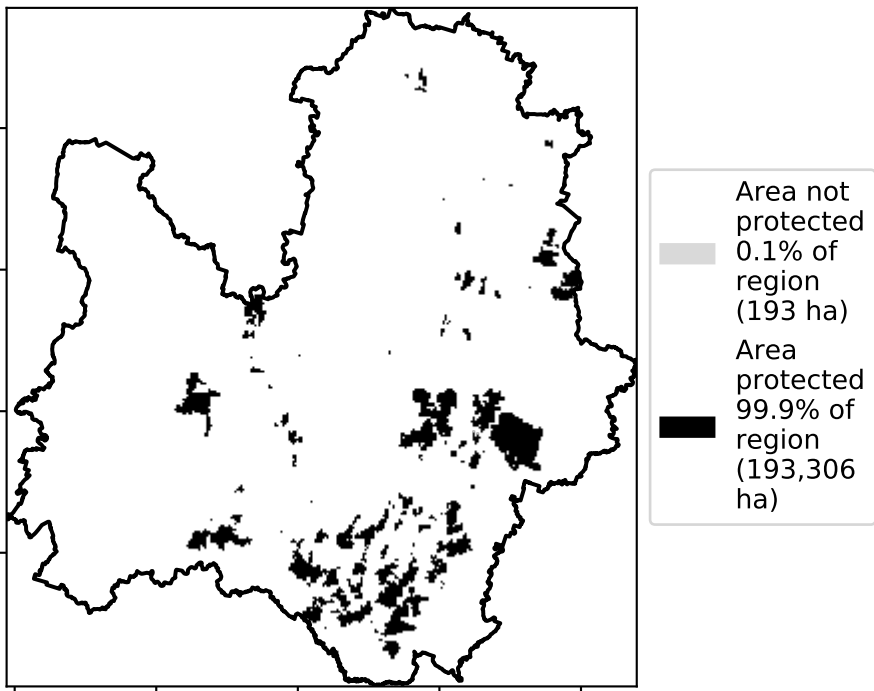 Area not
protected
0.1% of
region
(193 ha)
Area
protected
99.9% of
region
(193,306
ha)